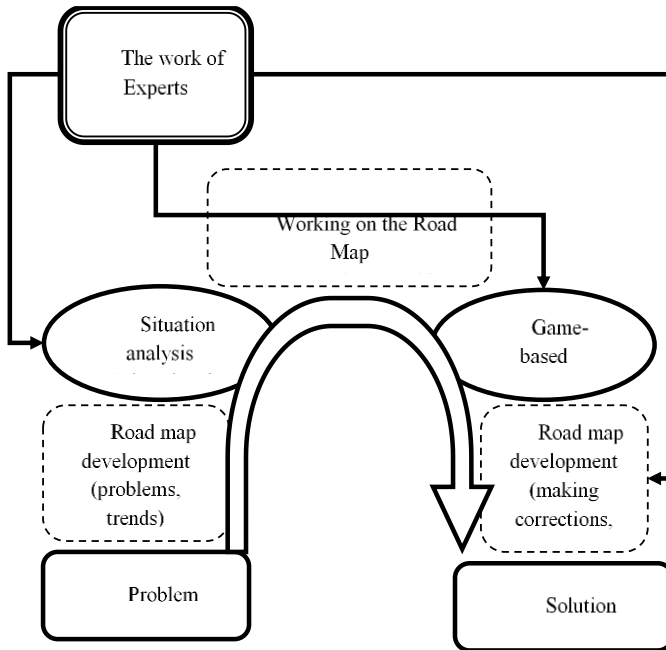 The work of
Experts
Working on the Road
Map
Situation
analysis
Game-
based
Road map
development
(problems,
trends)
Road map
development
(making
corrections,
Problem
Solution